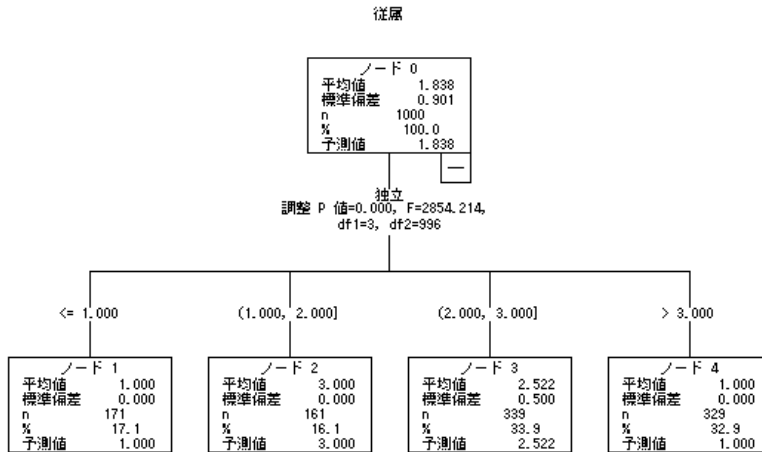 従属
ノード 0
平均値 1.838
標準偏差 0.901
n 1000
% 100.0
予測値 1.838
独立
調整 P 値=0.000, F=2854.214,
df1=3, df2=996
<= 1.000
(1.000, 2.000]
(2.000, 3.000]
> 3.000
ノード 1
平均値 1.000
標準偏差 0.000
n 171
% 17.1
予測値 1.000
ノード 2
平均値 3.000
標準偏差 0.000
n 161
% 16.1
予測値 3.000
ノード 3
平均値 2.522
標準偏差 0.500
n 339
% 33.9
予測値 2.522
ノード 4
平均値 1.000
標準偏差 0.000
n 329
% 32.9
予測値 1.000